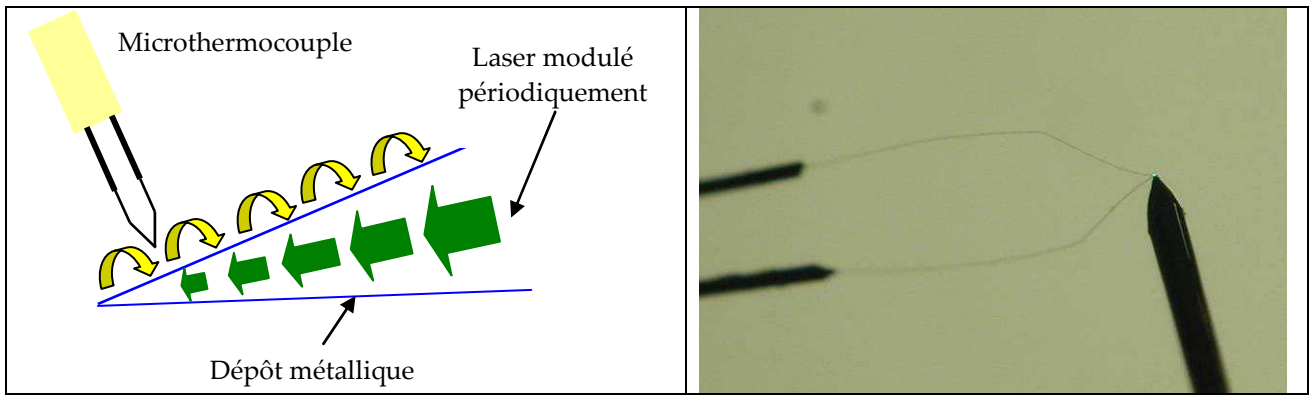 Microthermocouple
Laser modulé
périodiquement
Dépôt métallique